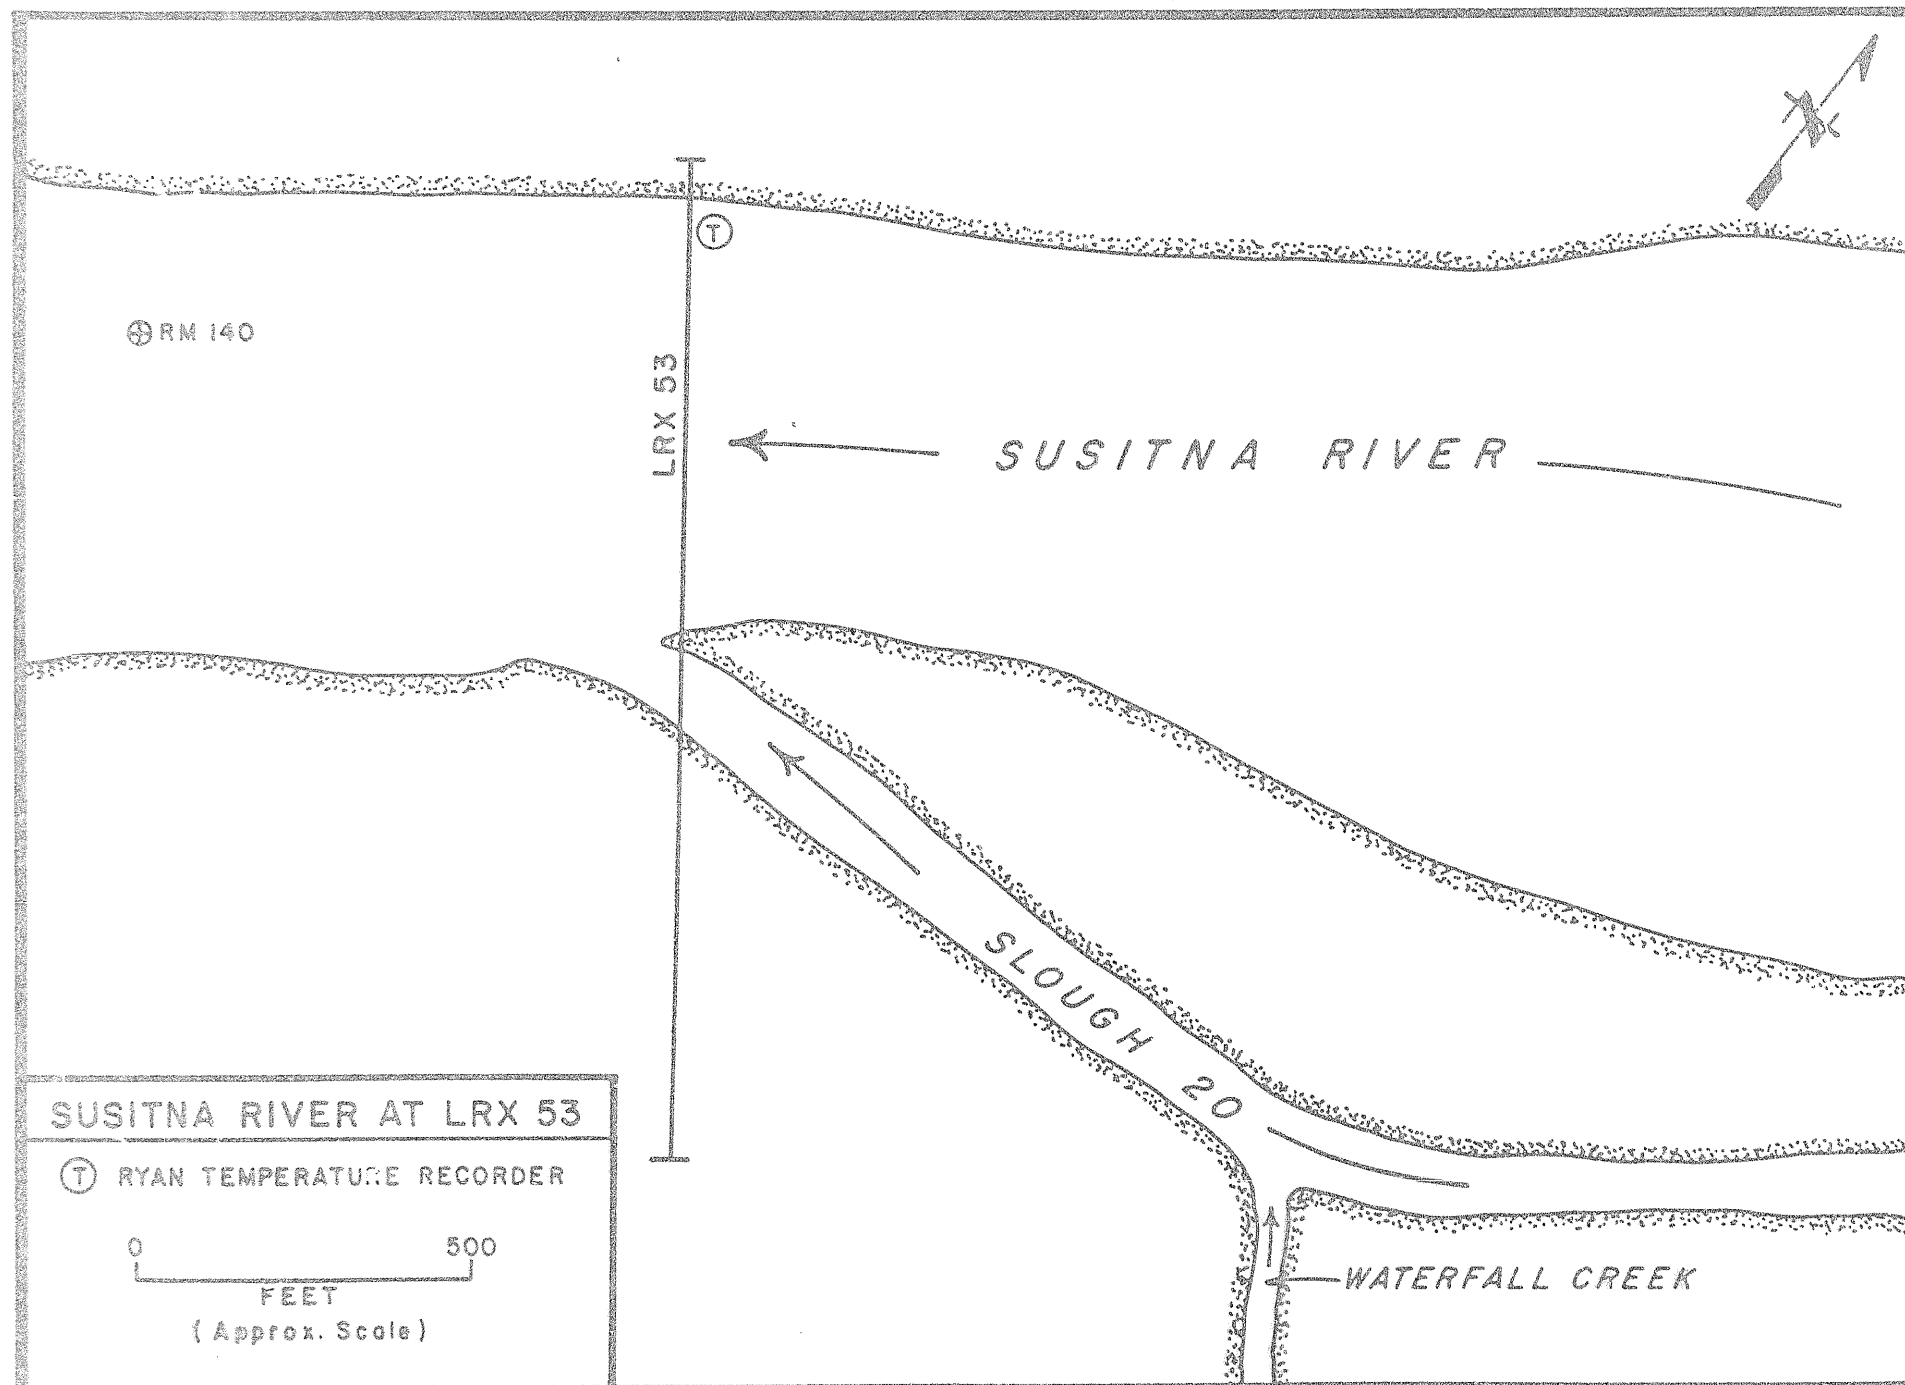 N
T
RM 140
LRX 53
SUSITNA RIVER
SLOUGH 20
WATERFALL CREEK
SUSITNA RIVER AT LRX 53
T RYAN TEMPERATURE RECORDER
0 500
FEET
(Approx. Scale)